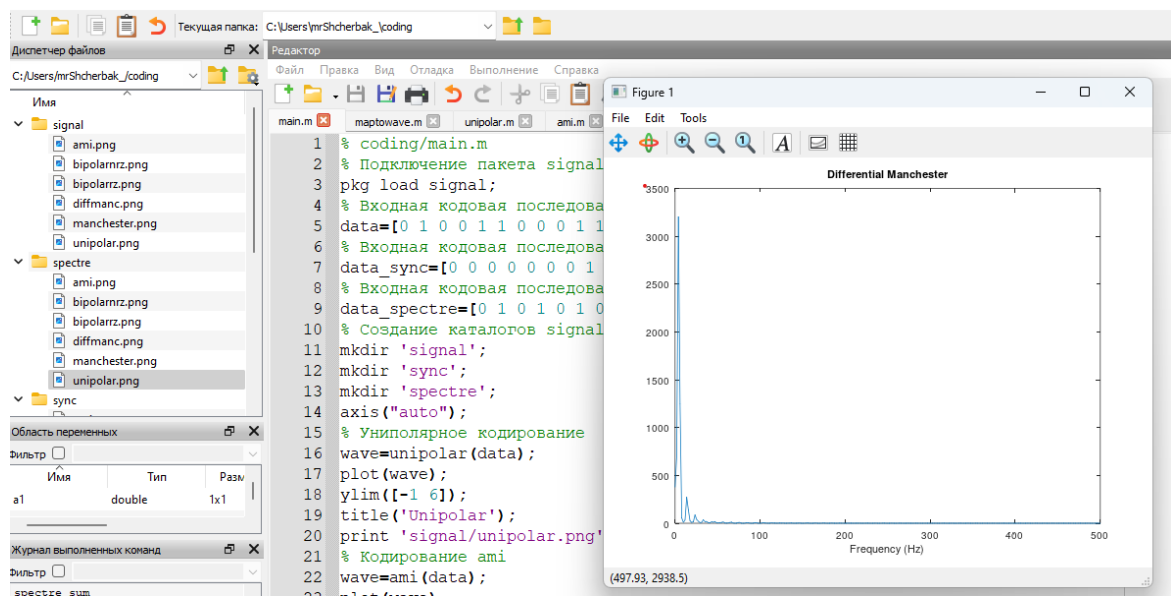 Текущая папка: C:\Users\mrShcherbak_\coding
Диспетчер файлов
C:/Users/mrShcherbak_/coding
Имя
signal
ami.png
bipolarnrz.png
bipolarrz.png
diffmanc.png
manchester.png
unipolar.png
spectre
ami.png
bipolarnrz.png
bipolarrz.png
diffmanc.png
manchester.png
unipolar.png
sync
Область переменных
Фильтр
Имя Тип Разм
a1 double 1x1
Журнал выполненных команд
Фильтр
spectre_sum
Редактор
Файл Правка Вид Отладка Выполнение Справка
main.m maptowave.m unipolar.m ami.m
1 % coding/main.m
2 % Подключение пакета signal
3 pkg load signal;
4 % Входная кодовая последова
5 data=[0 1 0 0 1 1 0 0 0 1 1
6 % Входная кодовая последова
7 data_sync=[0 0 0 0 0 0 0 1
8 % Входная кодовая последова
9 data_spectre=[0 1 0 1 0 1 0
10 % Создание каталогов signal
11 mkdir 'signal';
12 mkdir 'sync';
13 mkdir 'spectre';
14 axis("auto");
15 % Униполярное кодирование
16 wave=unipolar(data);
17 plot(wave);
18 ylim([-1 6]);
19 title('Unipolar');
20 print 'signal/unipolar.png'
21 % Кодирование ami
22 wave=ami(data);
23 plot(wave)
Figure 1
File Edit Tools
A
Differential Manchester
3500
3000
2500
2000
1500
1000
500
0
0 100 200 300 400 500
Frequency (Hz)
(497.93, 2938.5)